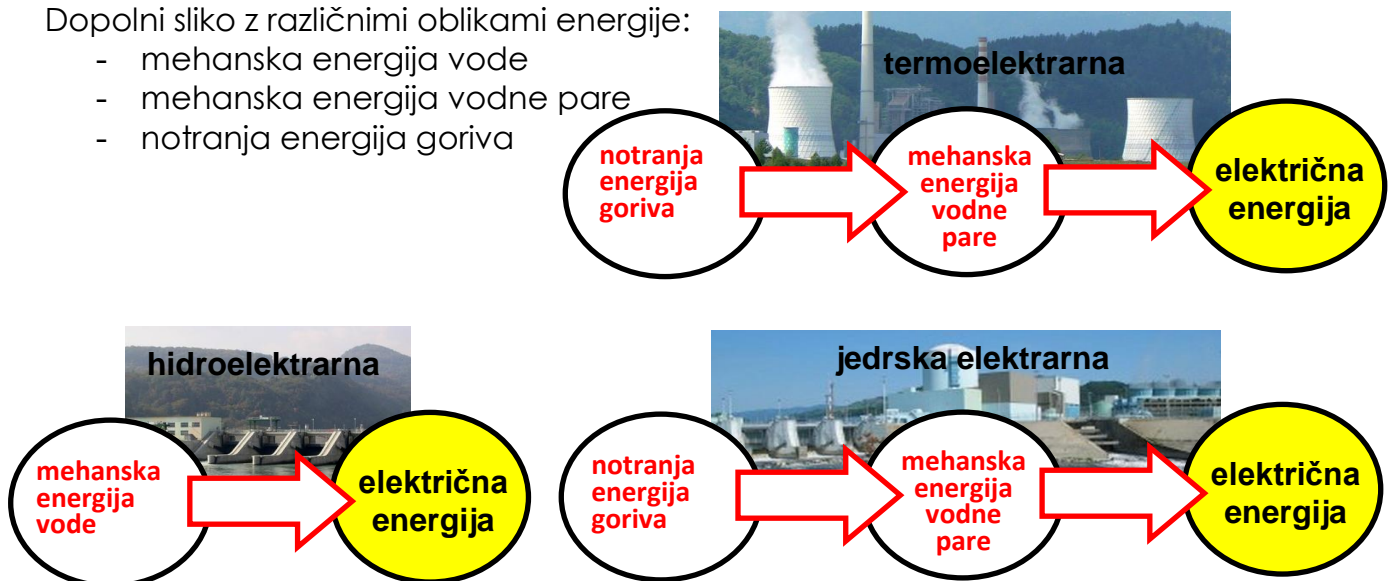 Dopolni sliko z različnimi oblikami energije:
- mehanska energija vode
- mehanska energija vodne pare
- notranja energija goriva
termoelektrarna
notranja
energija
goriva
mehanska
energija
vodne
pare
električna
energija
hidroelektrarna
mehanska
energija
vode
električna
energija
jedrska elektrarna
notranja
energija
goriva
mehanska
energija
vodne
pare
električna
energija